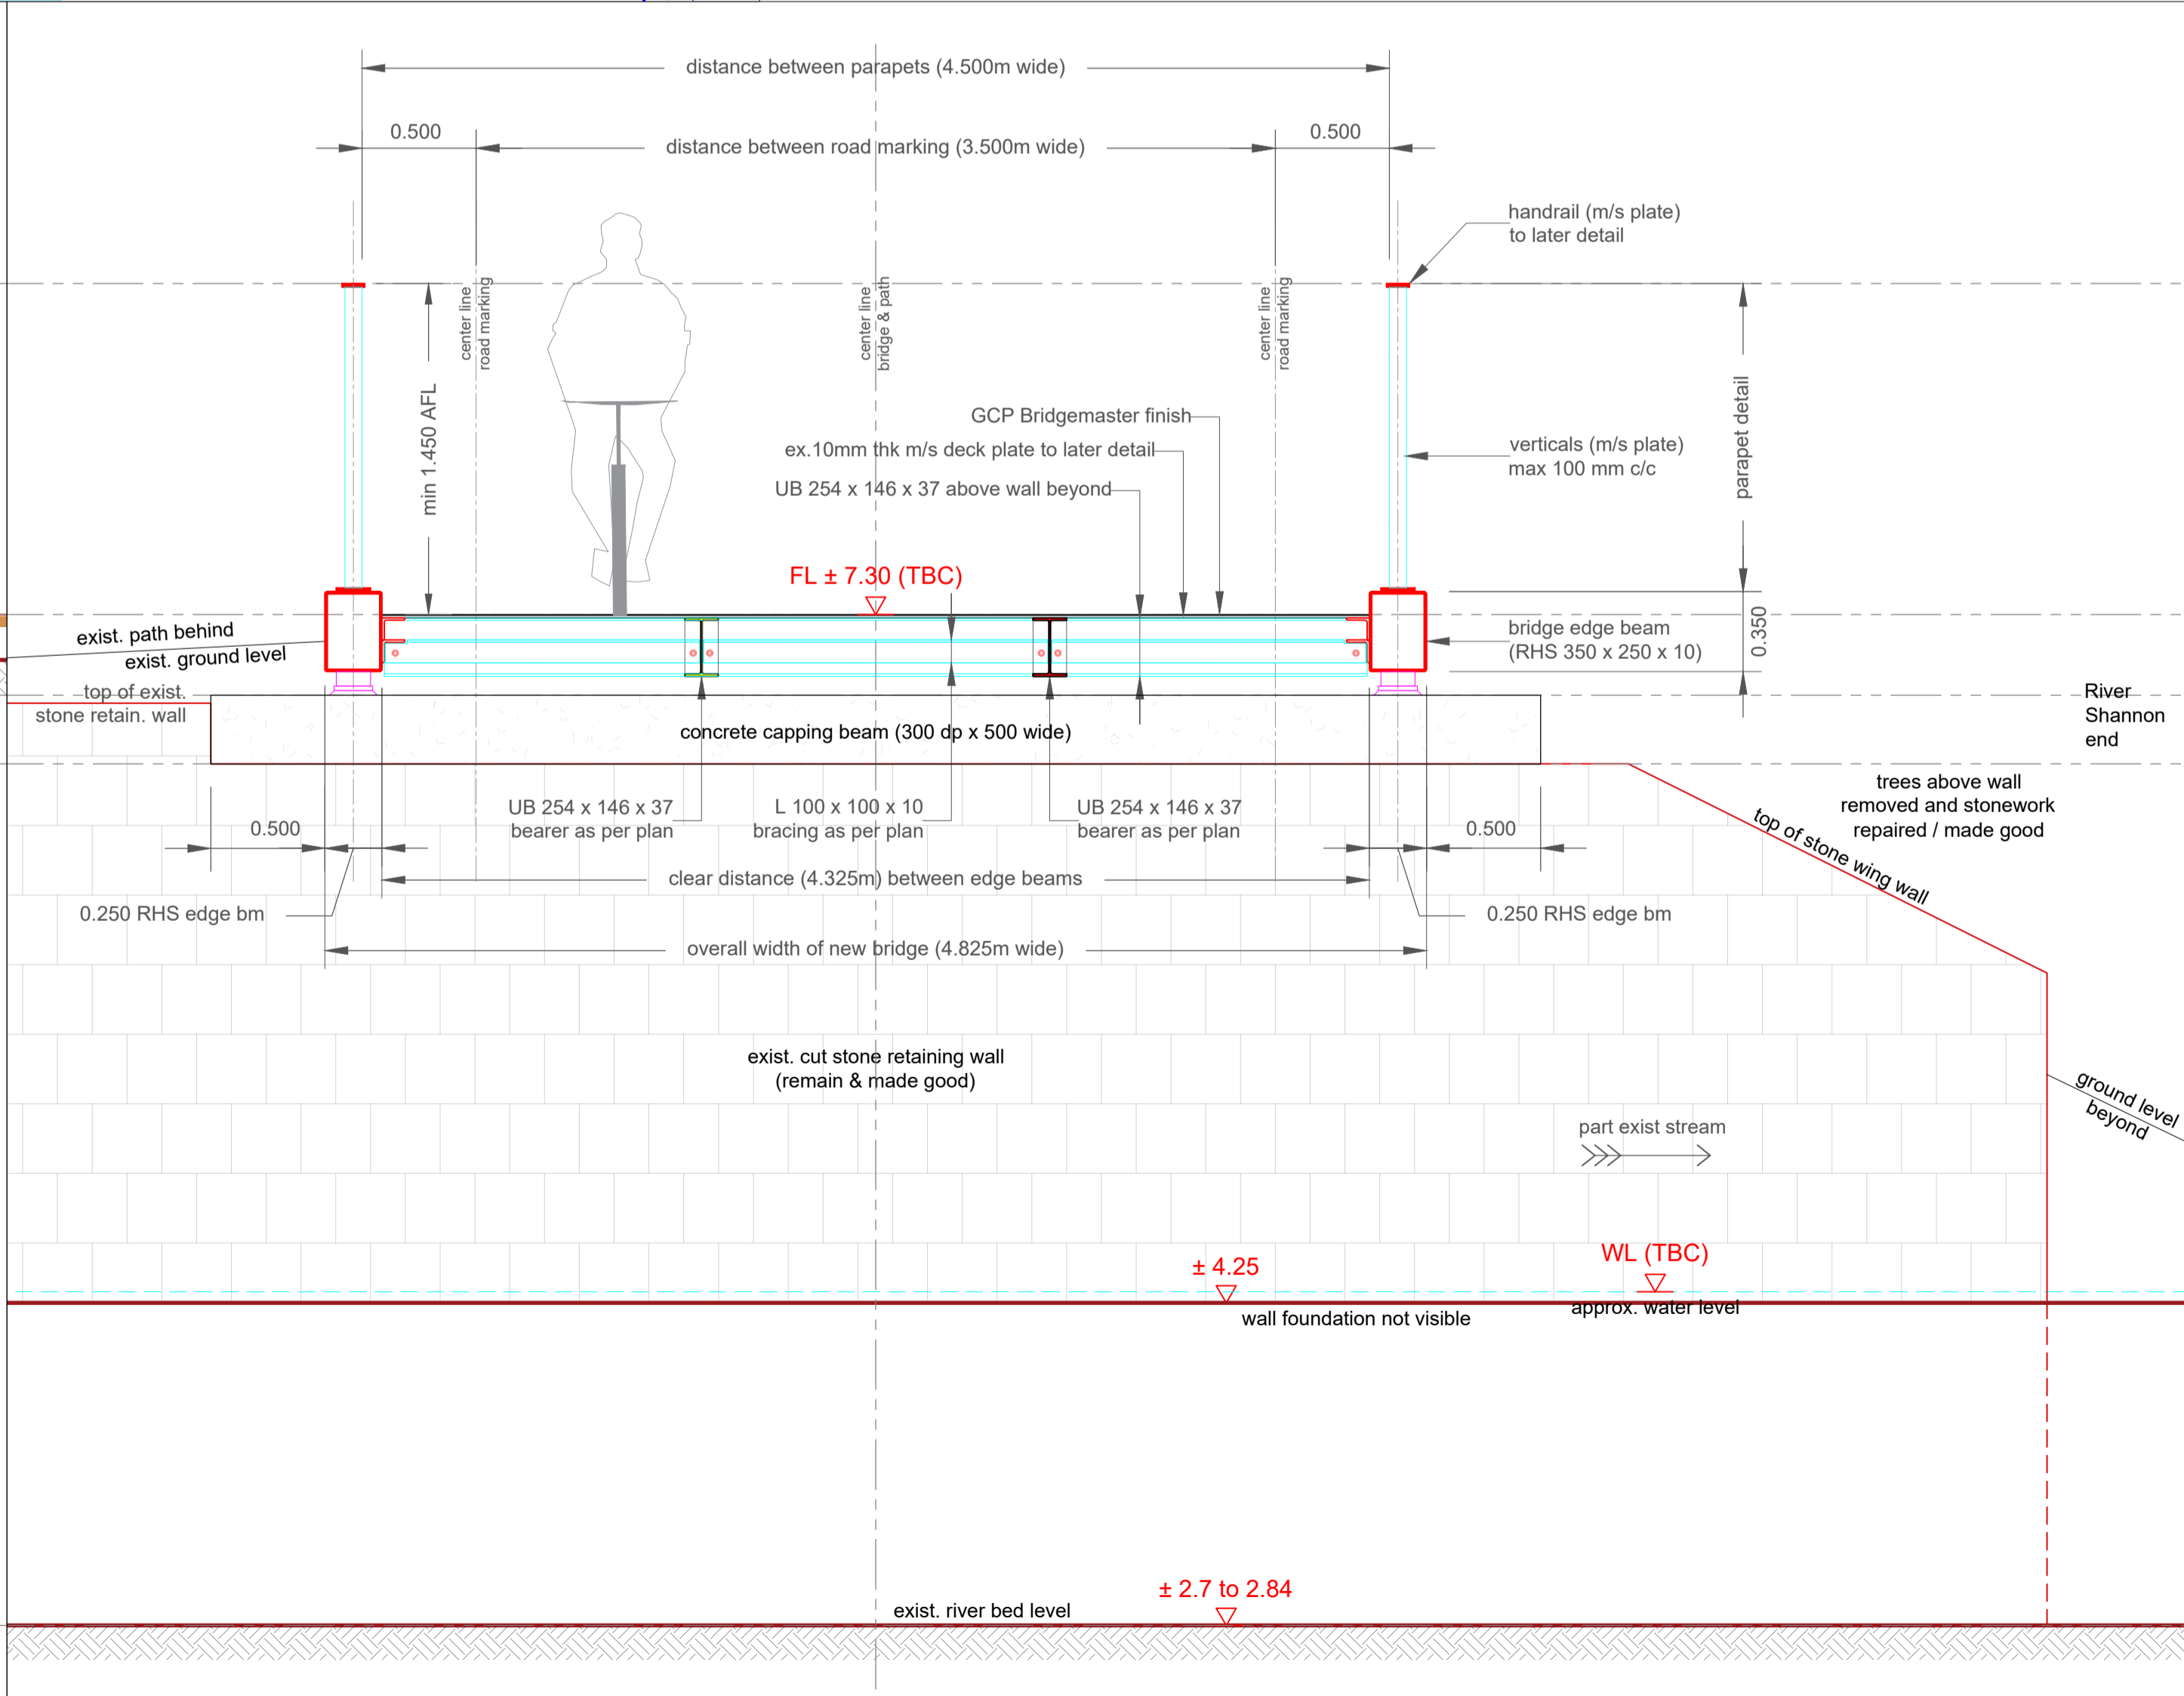 distance between parapets (4.500m wide)
0.500
distance between road marking (3.500m wide)
0.500
handrail (m/s plate)
to later detail
center line
road marking
center line
bridge & path
center line
road marking
min 1.450 AFL
GCP Bridgemaster finish
ex.10mm thk m/s deck plate to later detail
UB 254 x 146 x 37 above wall beyond
verticals (m/s plate)
max 100 mm c/c
parapet detail
FL ± 7.30 (TBC)
exist. path behind
exist. ground level
bridge edge beam
(RHS 350 x 250 x 10)
0.350
top of exist.
stone retain. wall
River
Shannon
end
concrete capping beam (300 dp x 500 wide)
trees above wall
removed and stonework
repaired / made good
0.500
UB 254 x 146 x 37
bearer as per plan
L 100 x 100 x 10
bracing as per plan
UB 254 x 146 x 37
bearer as per plan
0.500
top of stone wing wall
clear distance (4.325m) between edge beams
0.250 RHS edge bm
0.250 RHS edge bm
overall width of new bridge (4.825m wide)
exist. cut stone retaining wall
(remain & made good)
ground level
beyond
part exist stream
± 4.25
WL (TBC)
wall foundation not visible
approx. water level
± 2.7 to 2.84
exist. river bed level